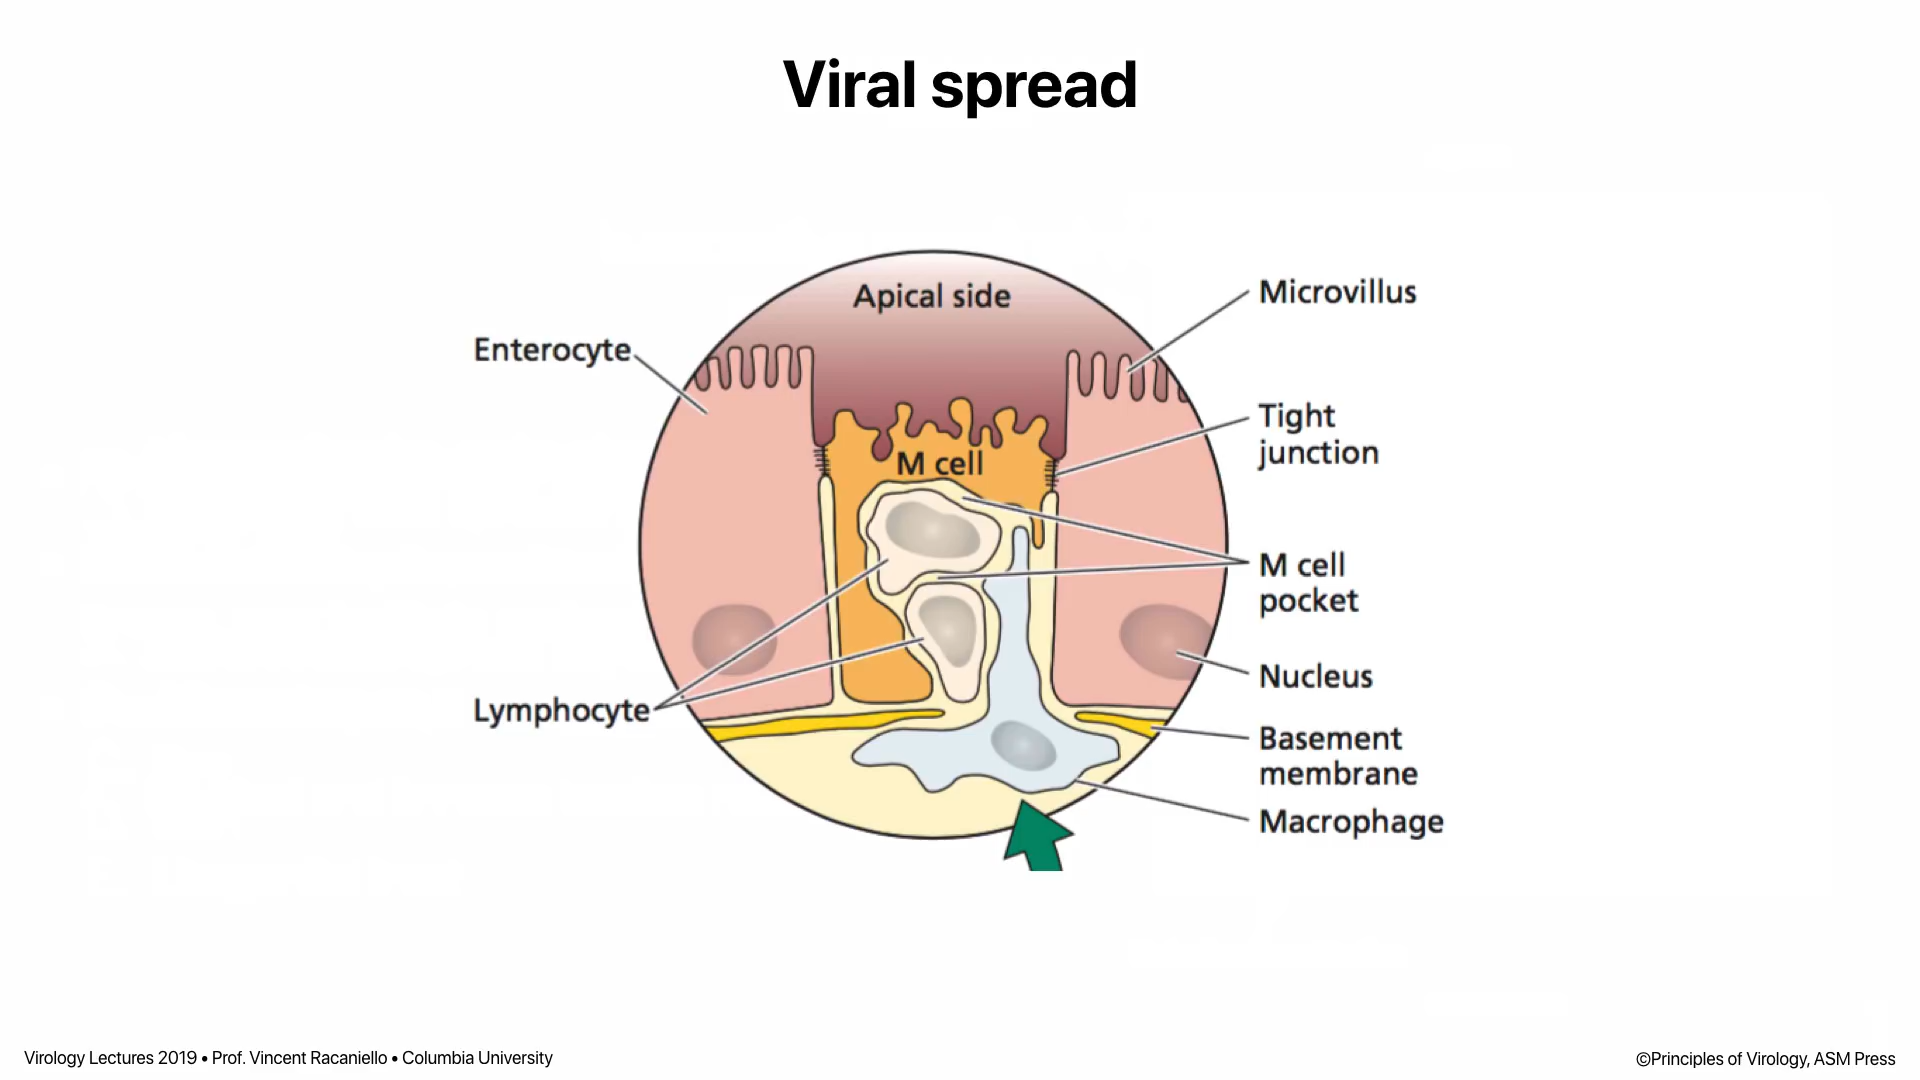 Viral spread
Apical side
Microvillus
Enterocyte
Tight
junction
M cell
M cell
pocket
Nucleus
Lymphocyte
Basement
membrane
Macrophage
Virology Lectures 2019 • Prof. Vincent Racaniello • Columbia University
©Principles of Virology, ASM Press